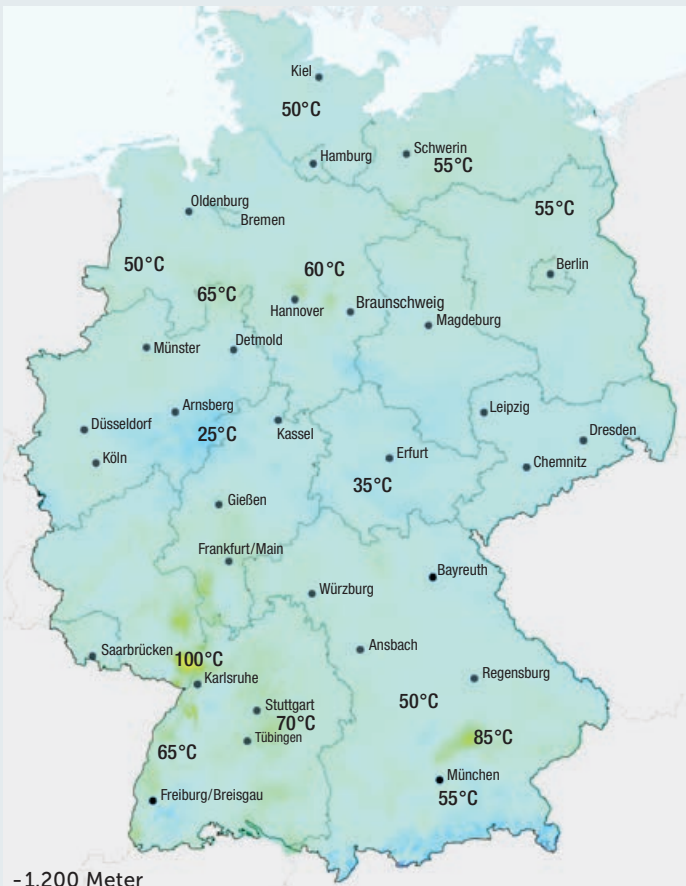 Kiel
50°C
Hamburg
Schwerin
55°C
Oldenburg
Bremen
55°C
50°C
60°C
Berlin
65°C
Hannover
Braunschweig
Magdeburg
Münster
Detmold
Arnsberg
Leipzig
Düsseldorf
25°C
Kassel
Dresden
Köln
Erfurt
Chemnitz
35°C
Gießen
Frankfurt/Main
Bayreuth
Würzburg
Saarbrücken
100°C
Ansbach
Karlsruhe
Regensburg
Stuttgart
70°C
50°C
Tübingen
85°C
65°C
München
55°C
Freiburg/Breisgau
-1.200 Meter